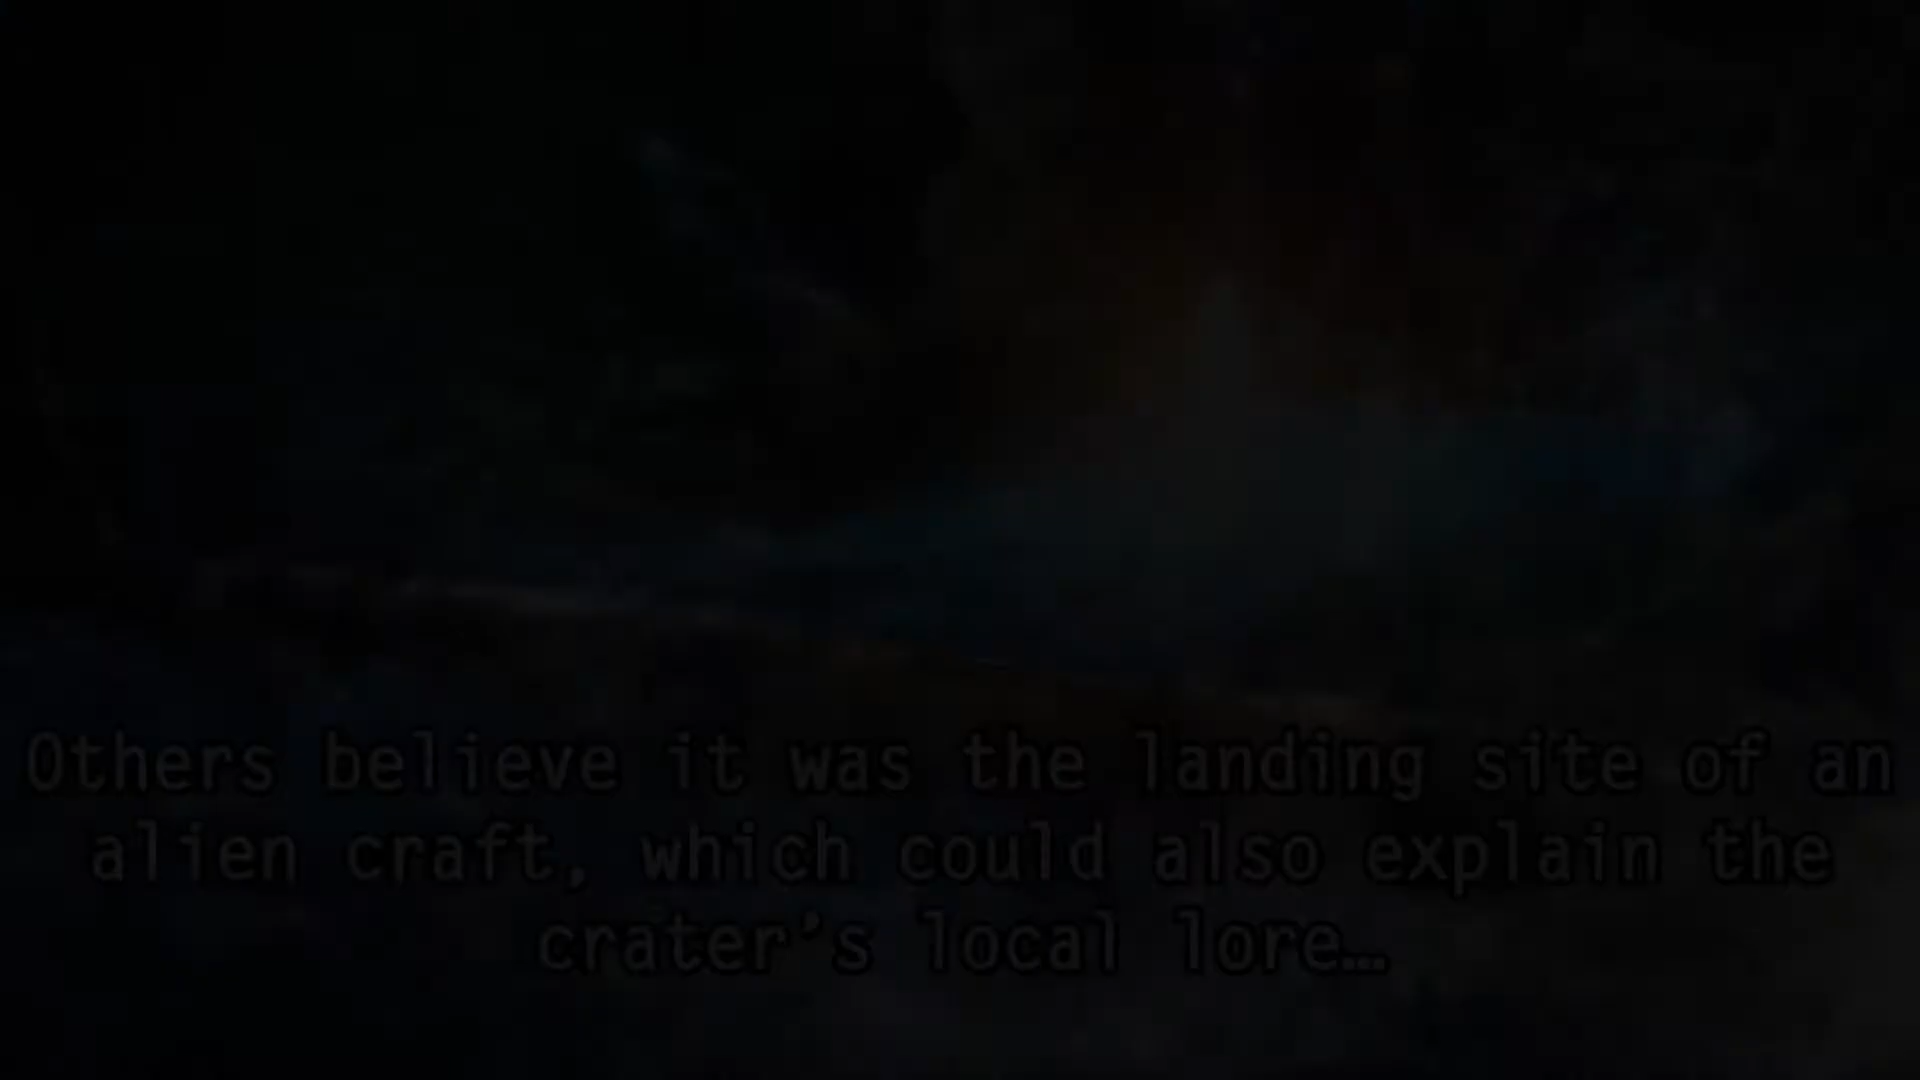 Others believe it was the landing site of an
alien craft, which could also explain the
crater's local lore…